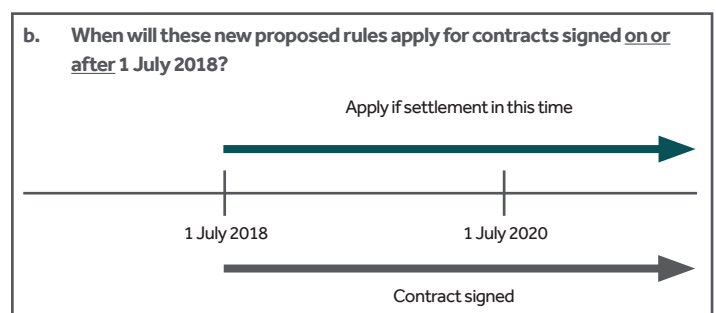 b. When will these new proposed rules apply for contracts signed on or
after 1 July 2018?
Apply if settlement in this time
1 July 2018 1 July 2020
Contract signed